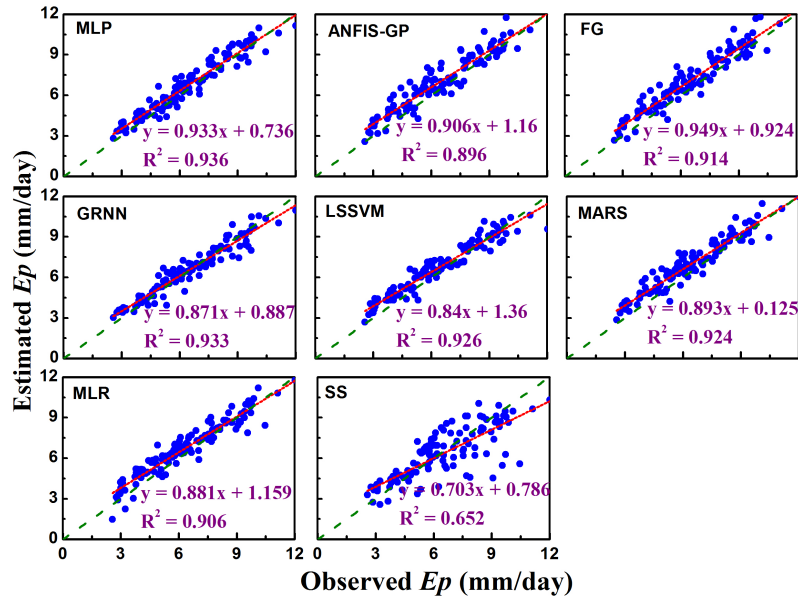 12
9
6
3
0
MLP
y = 0.933x + 0.736
R² = 0.936
ANFIS-GP
y = 0.906x + 1.16
R² = 0.896
FG
y = 0.949x + 0.924
R² = 0.914
12
9
6
3
0
GRNN
y = 0.871x + 0.887
R² = 0.933
LSSVM
y = 0.84x + 1.36
R² = 0.926
MARS
y = 0.893x + 0.125
R² = 0.924
12
9
6
3
0
MLR
y = 0.881x + 1.159
R² = 0.906
SS
y = 0.703x + 0.786
R² = 0.652
0 3 6 9 12
0 3 6 9 12
Estimated Ep (mm/day)
Observed Ep (mm/day)